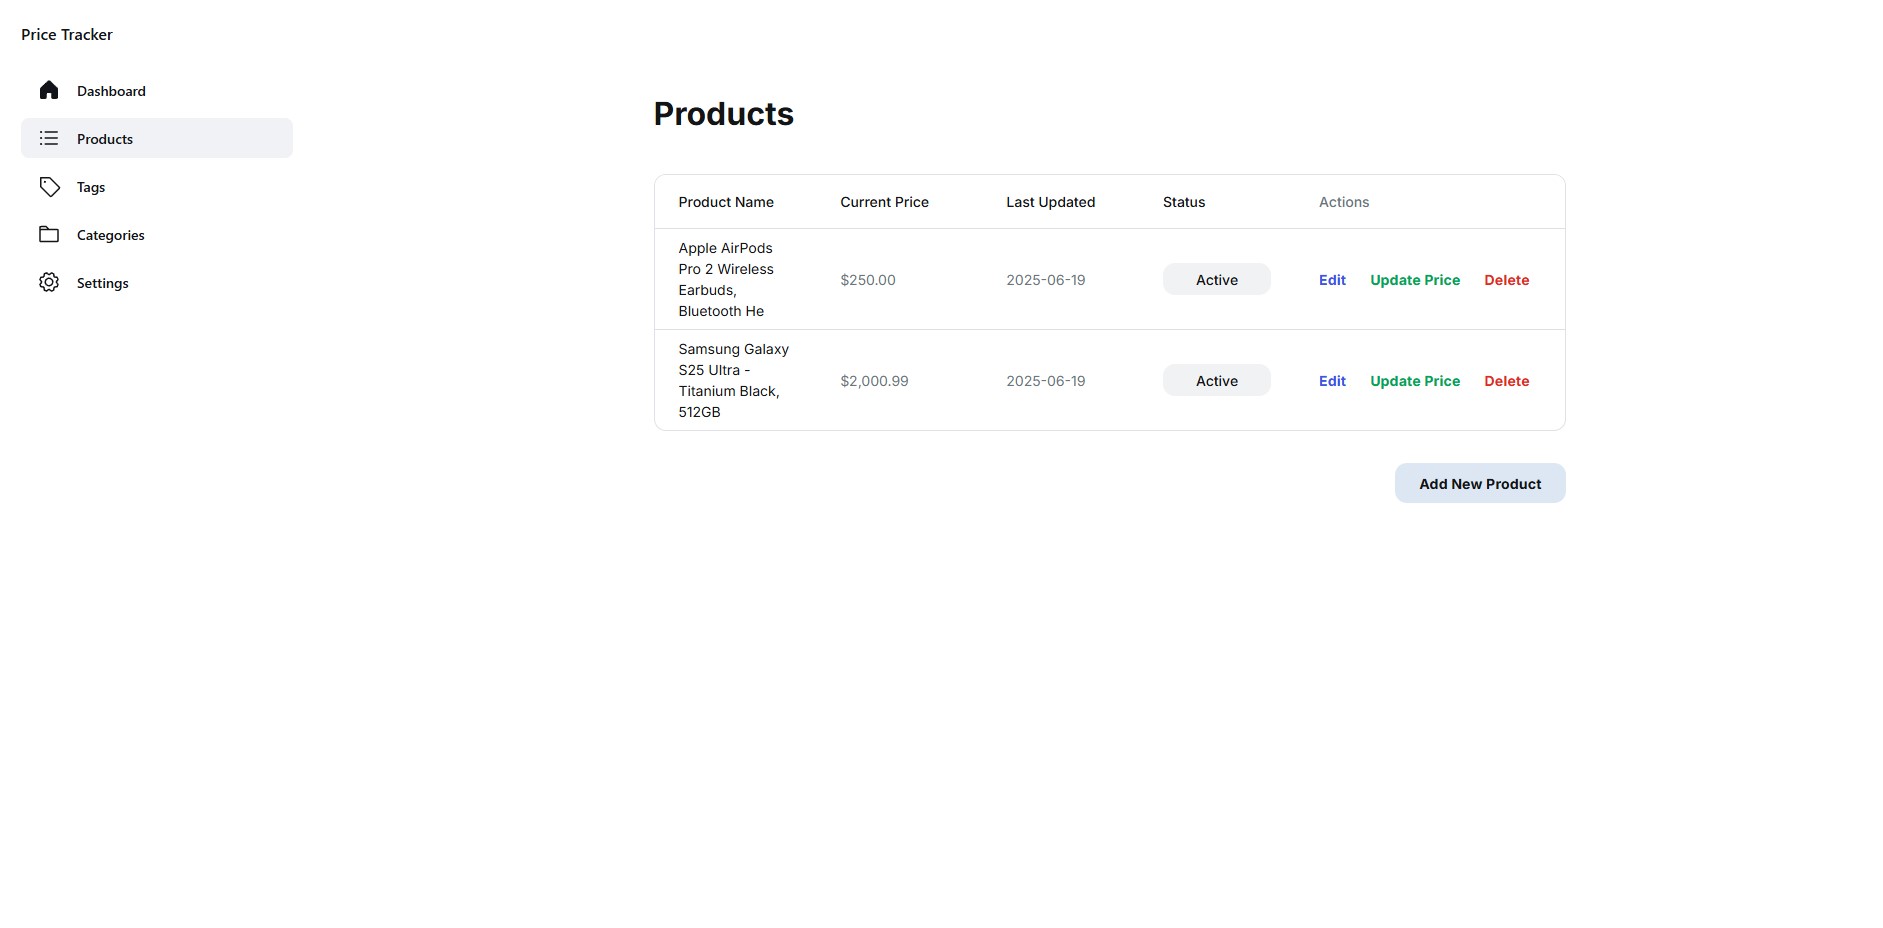 Price Tracker
Dashboard
Products
Tags
Categories
Settings
Products
Product Name Current Price Last Updated Status Actions
Apple AirPods
Pro 2 Wireless
Earbuds,
Bluetooth He
$250.00 2025-06-19 Active Edit Update Price Delete
Samsung Galaxy
S25 Ultra -
Titanium Black,
512GB
$2,000.99 2025-06-19 Active Edit Update Price Delete
Add New Product